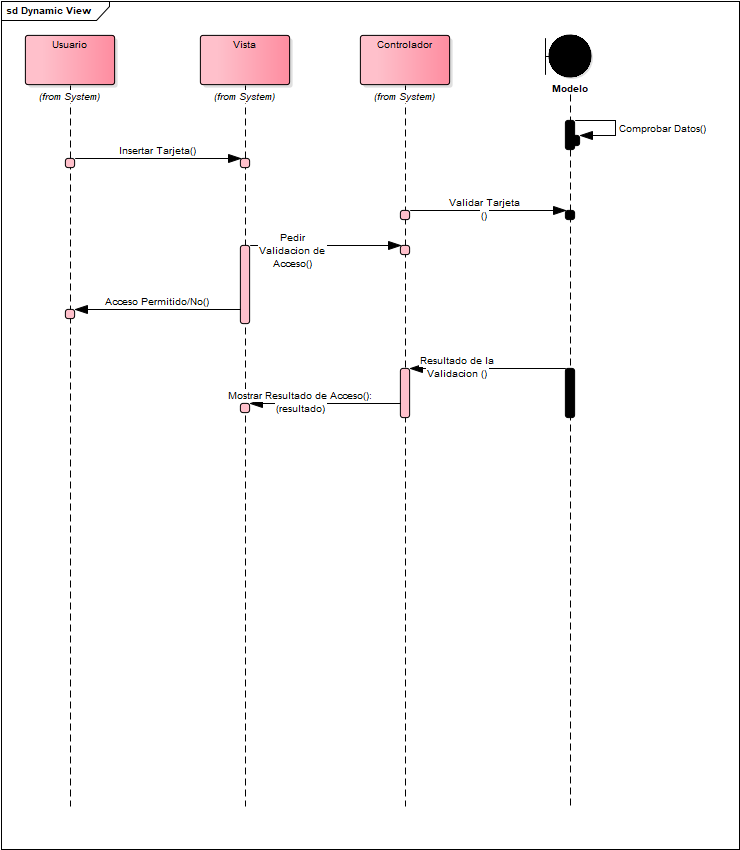 sd Dynamic View
Usuario
Vista
Controlador
Modelo
(from System)
(from System)
(from System)
Comprobar Datos()
Insertar Tarjeta()
Validar Tarjeta
()
Pedir
Validacion de
Acceso()
Acceso Permitido/No()
Resultado de la
Validacion ()
Mostrar Resultado de Acceso():
(resultado)